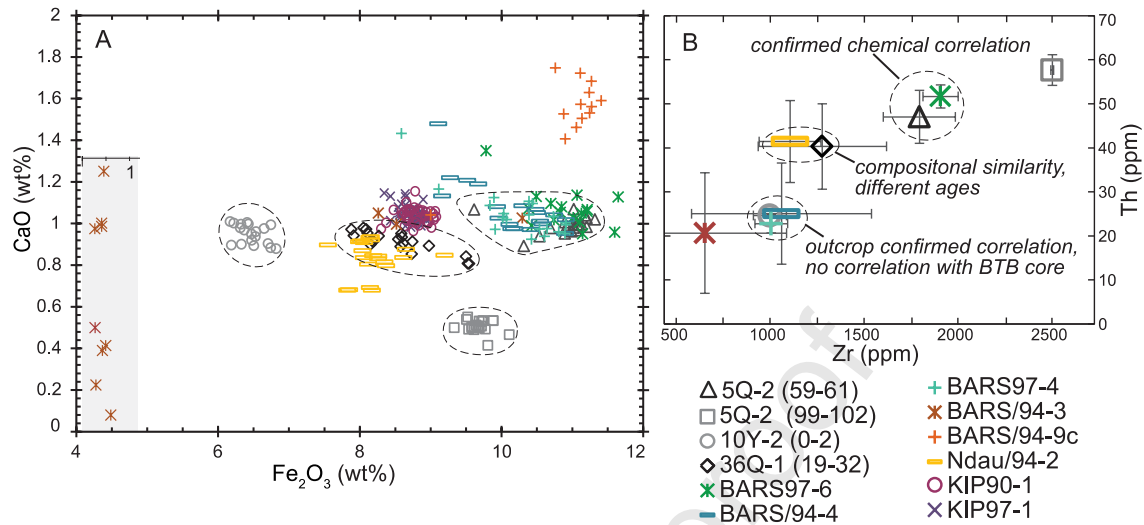 A
2
1.8
1.6
1.4
1.2
1
0.8
0.6
0.4
0.2
0
CaO (wt%)
1
4
6
8
10
12
Fe₂O₃ (wt%)
B
confirmed chemical correlation
compositonal similarity,
different ages
outcrop confirmed correlation,
no correlation with BTB core
70
60
50
40
30
20
10
0
Th (ppm)
500
1000
1500
2000
2500
Zr (ppm)
5Q-2 (59-61)
5Q-2 (99-102)
10Y-2 (0-2)
36Q-1 (19-32)
BARS97-6
BARS/94-4
BARS97-4
BARS/94-3
BARS/94-9c
Ndau/94-2
KIP90-1
KIP97-1
roof